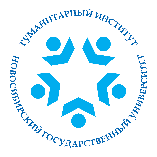 ГУМАНИТАРНЫЙ ИНСТИТУТ
НОВОСИБИРСКИЙ ГОСУДАРСТВЕННЫЙ УНИВЕРСИТЕТ